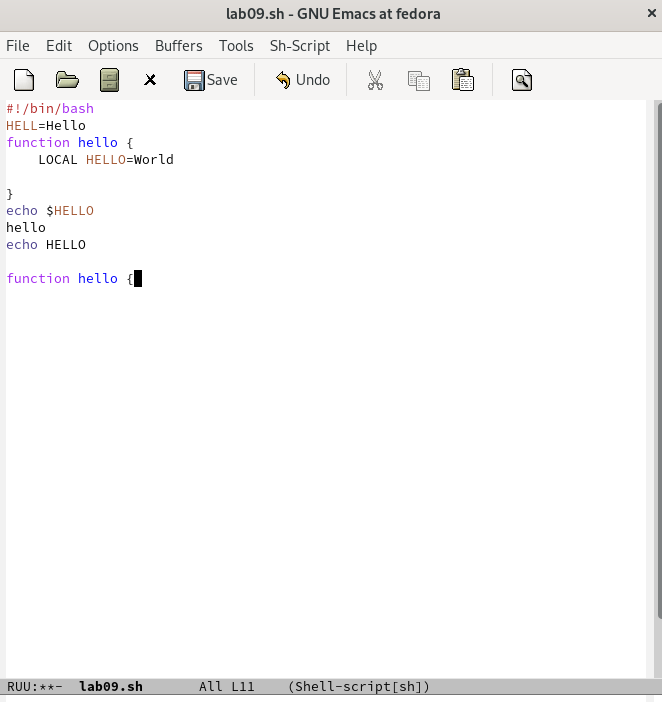 lab09.sh - GNU Emacs at fedora
File Edit Options Buffers Tools Sh-Script Help
Save Undo
#!/bin/bash
HELL=Hello
function hello {
    LOCAL HELLO=World
}
echo $HELLO
hello
echo HELLO
function hello {
RUU:**-  lab09.sh       All L11    (Shell-script[sh])